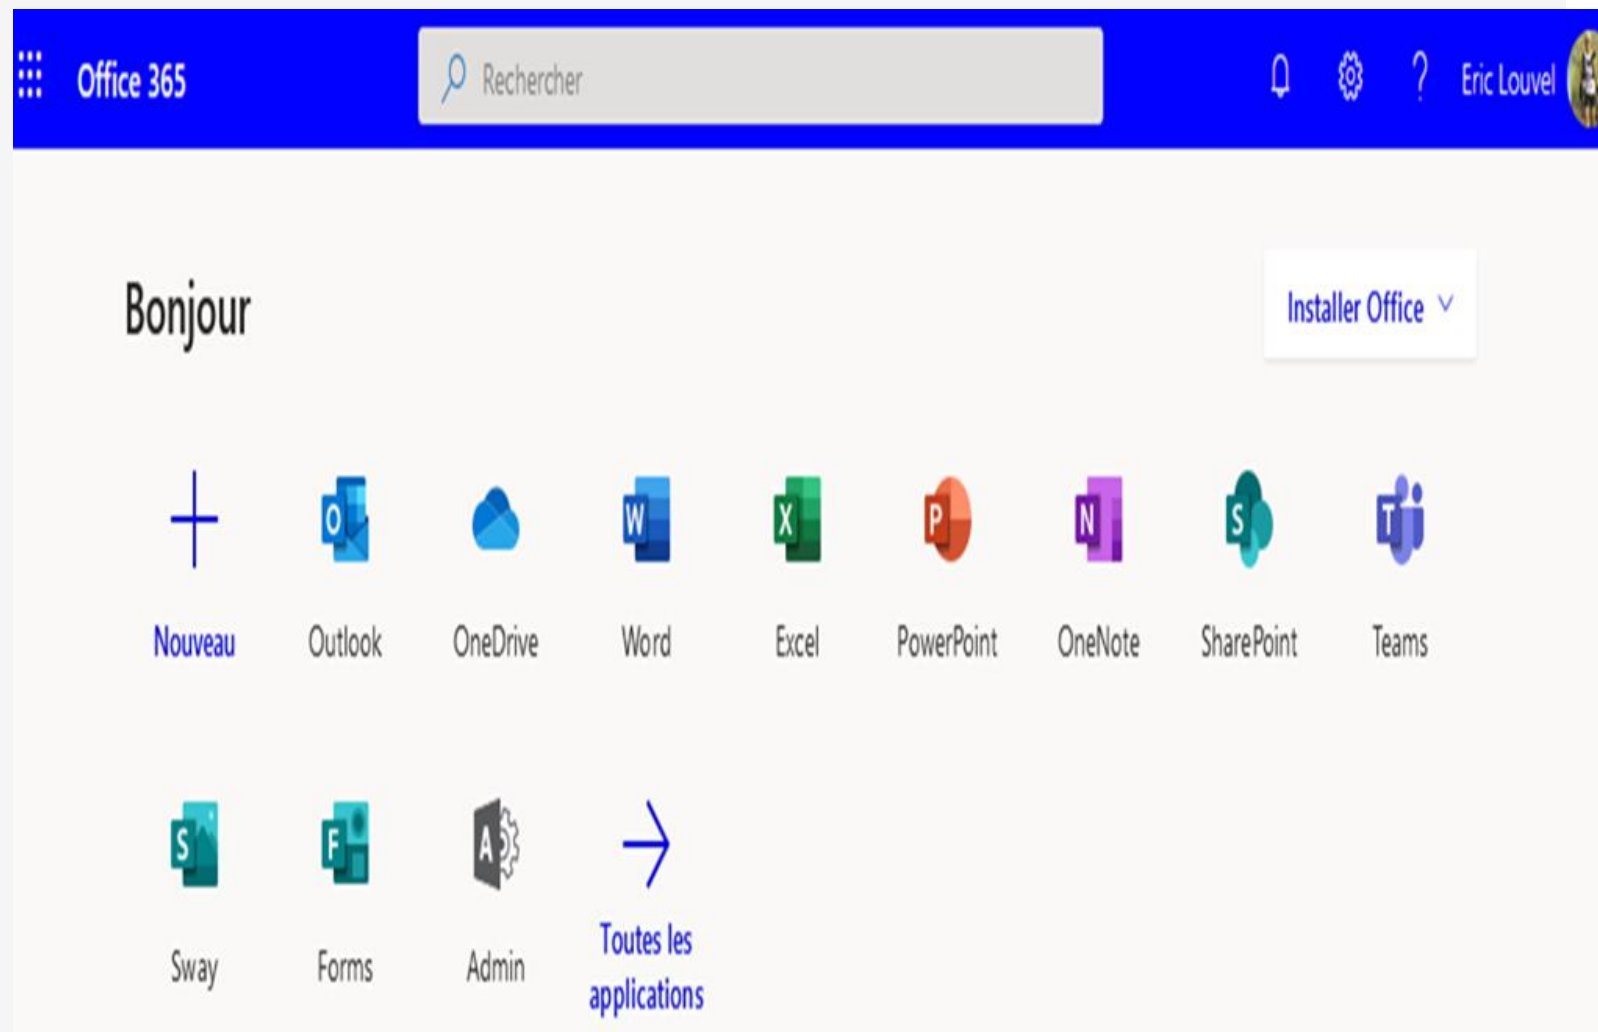 Office 365
Rechercher
? Eric Louvel
Bonjour
Installer Office
Nouveau
Outlook
OneDrive
Word
Excel
PowerPoint
OneNote
SharePoint
Teams
Sway
Forms
Admin
Toutes les
applications